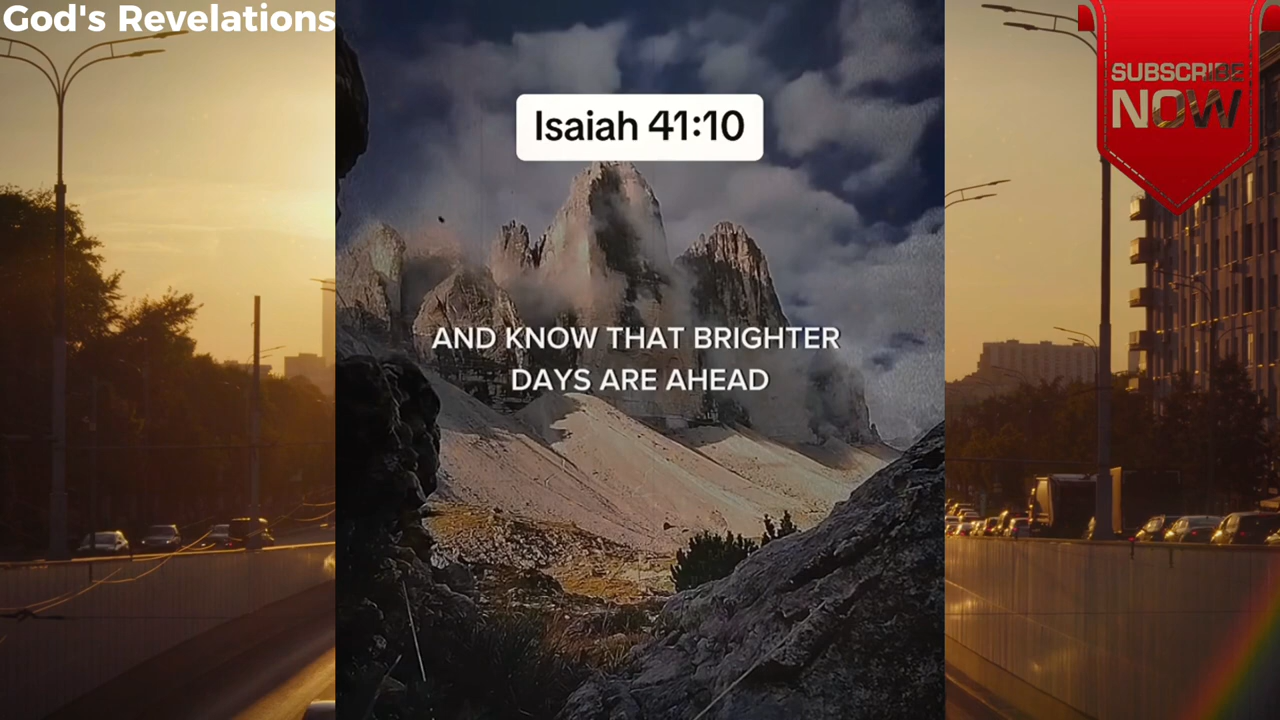 God's Revelations
SUBSCRIBE
NOW
Isaiah 41:10
AND KNOW THAT BRIGHTER
DAYS ARE AHEAD